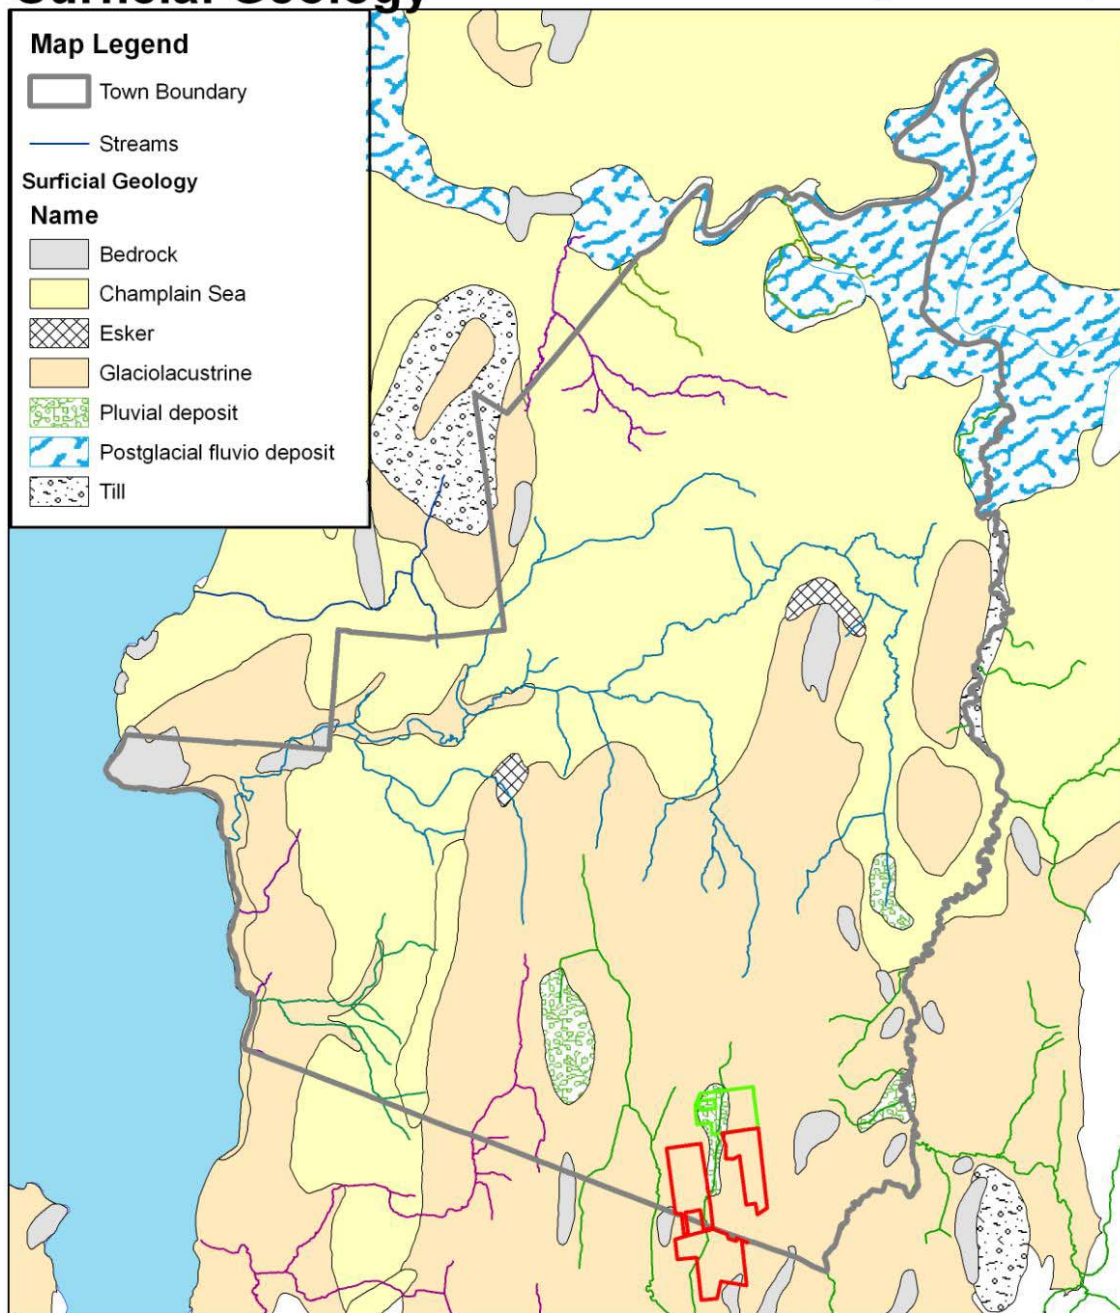 Surficial Geology
Map Legend
Town Boundary
Streams
Surficial Geology
Name
Bedrock
Champlain Sea
Esker
Glaciolacustrine
Pluvial deposit
Postglacial fluvio deposit
Till